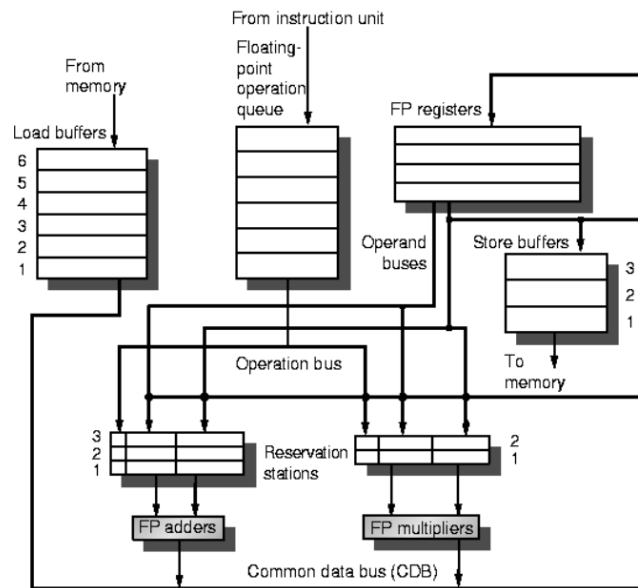 From instruction unit
From
memory
Floating-
point
operation
queue
FP registers
Load buffers
6
5
4
3
2
1
Operand
buses
Store buffers
3
2
1
Operation bus
To
memory
3
2
1
Reservation
stations
2
1
FP adders
FP multipliers
Common data bus (CDB)